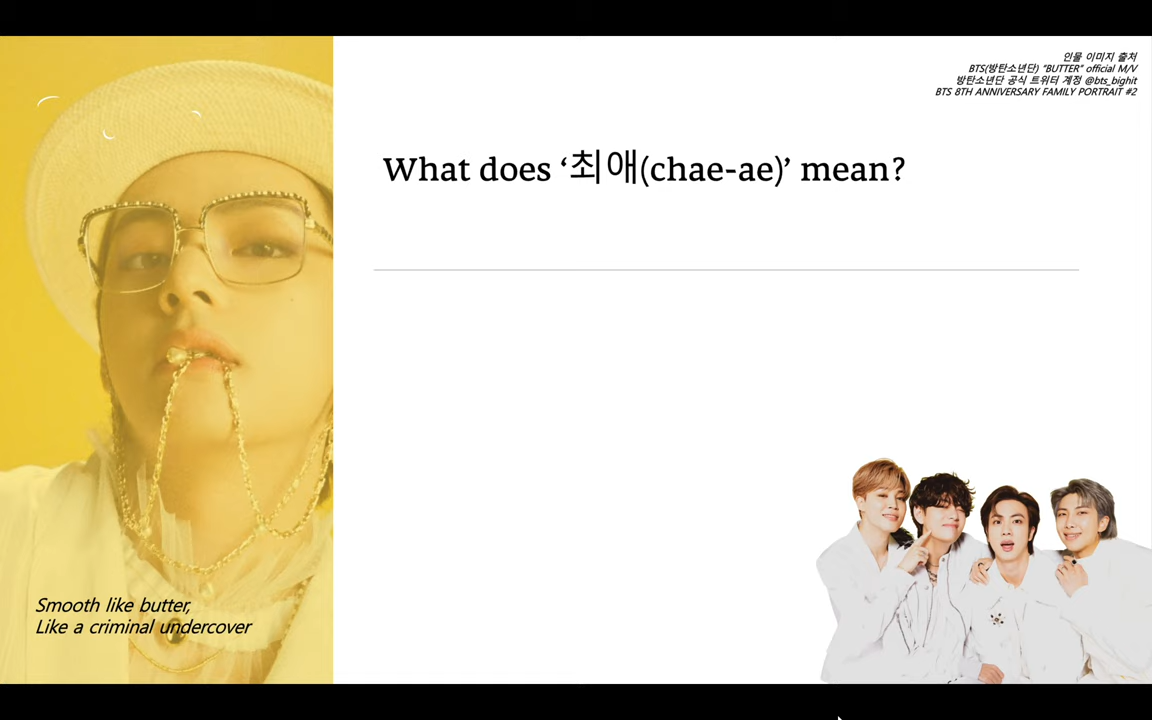 인물 이미지 출처
BTS(방탄소년단) "BUTTER" official M/V
방탄소년단 공식 트위터 계정 @bts_bighit
BTS 8TH ANNIVERSARY FAMILY PORTRAIT #2
What does ‘최애(chae-ae)’ mean?
Smooth like butter,
Like a criminal undercover